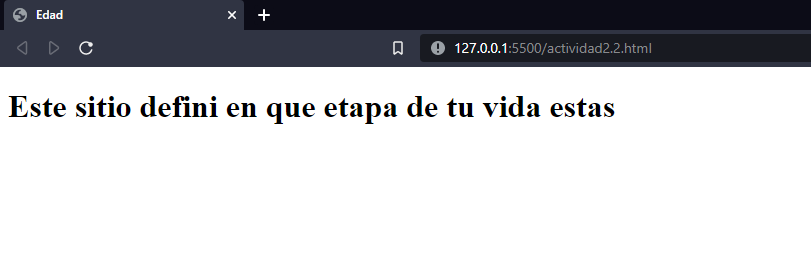 Edad
127.0.0.1:5500/actividad2.2.html
Este sitio defini en que etapa de tu vida estas